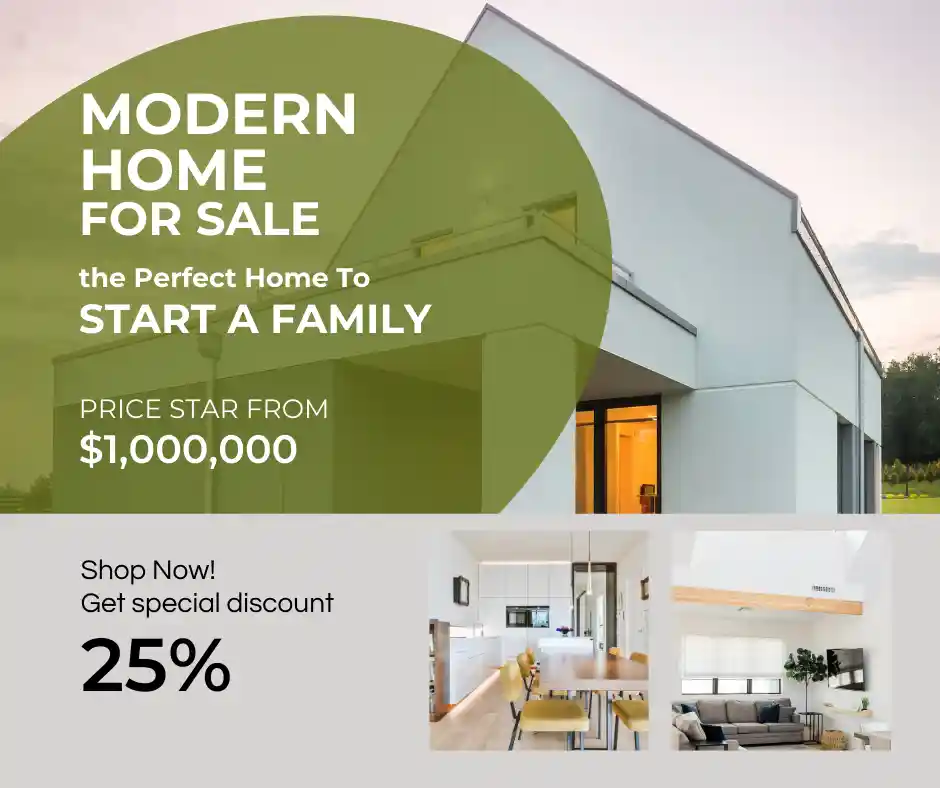 MODERN
HOME
FOR SALE
the Perfect Home To
START A FAMILY
PRICE STAR FROM
$1,000,000
Shop Now!
Get special discount
25%